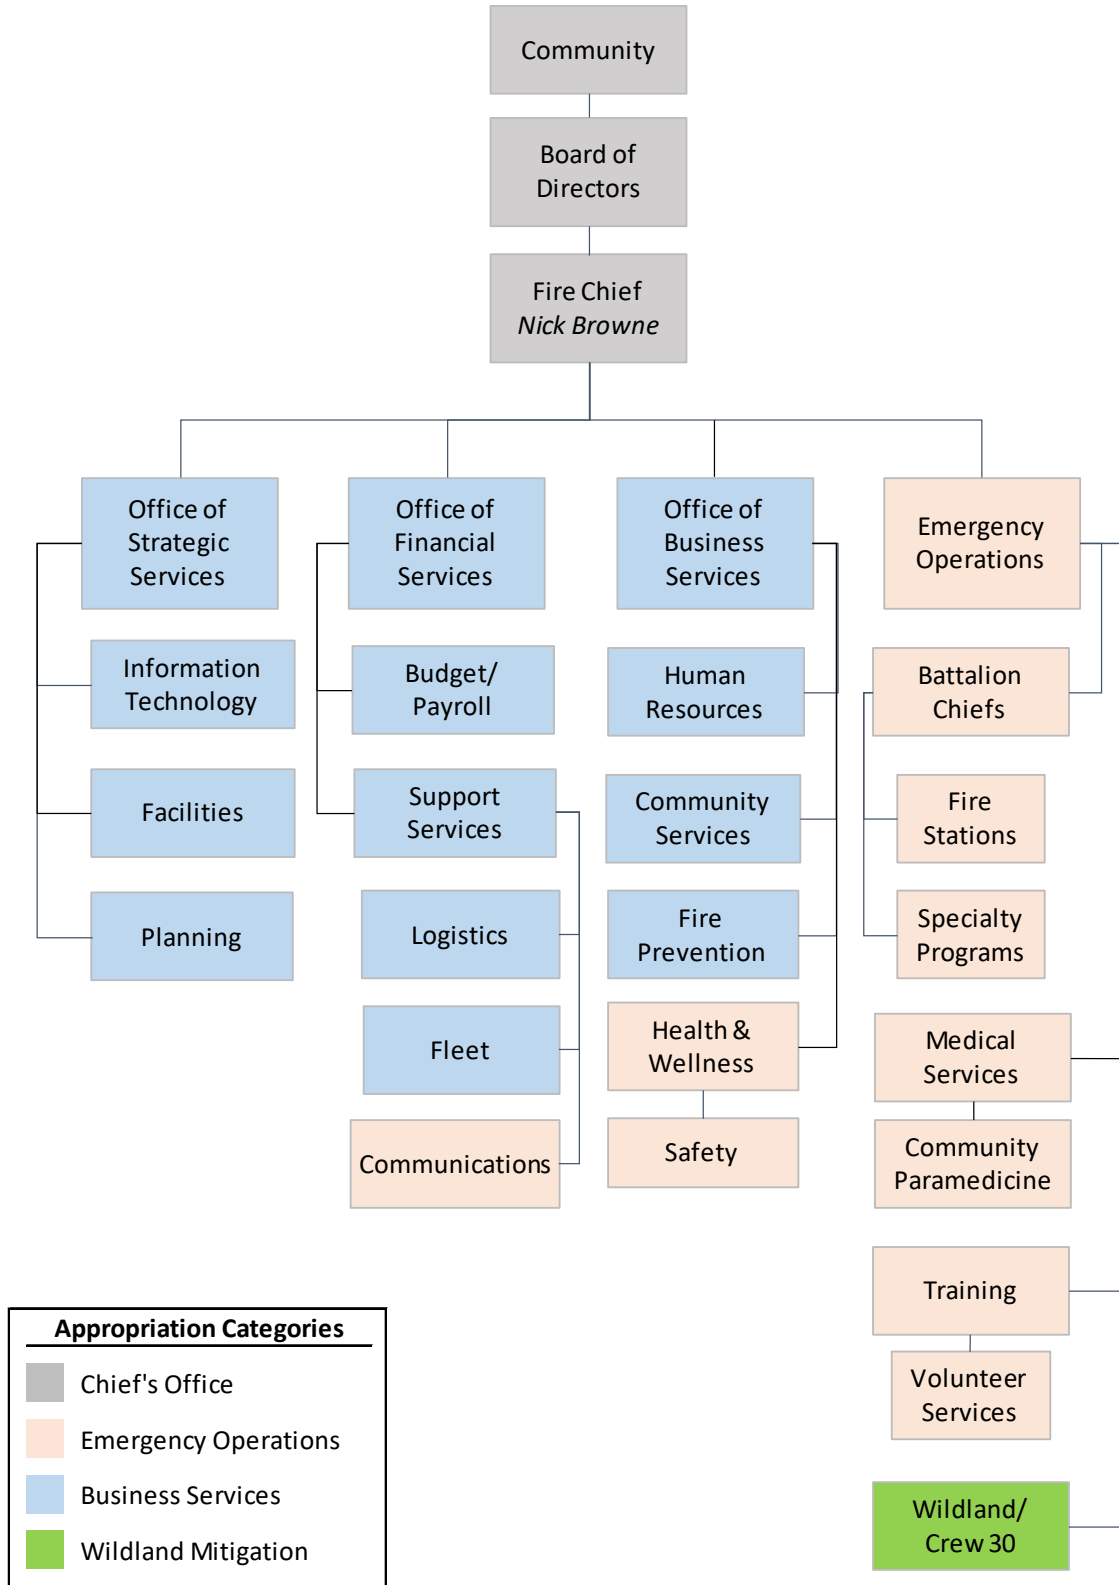 Community
Board of
Directors
Fire Chief
Nick Browne
Office of
Strategic
Services
Information
Technology
Facilities
Planning
Office of
Financial
Services
Budget/
Payroll
Support
Services
Logistics
Fleet
Communications
Office of
Business
Services
Human
Resources
Community
Services
Fire
Prevention
Health &
Wellness
Safety
Emergency
Operations
Battalion
Chiefs
Fire
Stations
Specialty
Programs
Medical
Services
Community
Paramedicine
Training
Volunteer
Services
Wildland/
Crew 30
Appropriation Categories
Chief's Office
Emergency Operations
Business Services
Wildland Mitigation